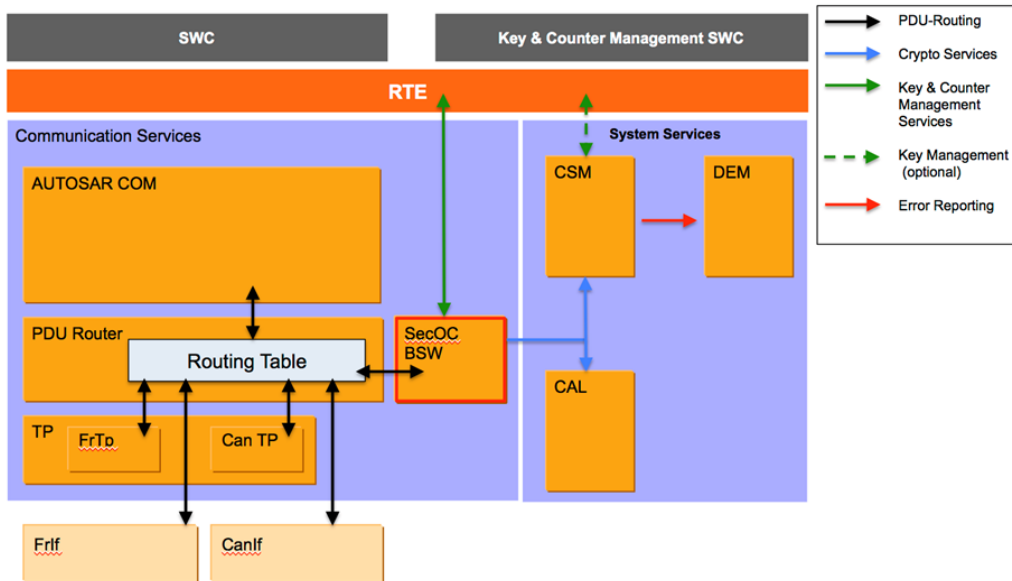 SWC
Key & Counter Management SWC
RTE
Communication Services
System Services
AUTOSAR COM
CSM
DEM
PDU Router
Routing Table
SecOC
BSW
CAL
TP
FrTp
Can TP
FrIf
CanIf
PDU-Routing
Crypto Services
Key & Counter
Management
Services
Key Management
(optional)
Error Reporting